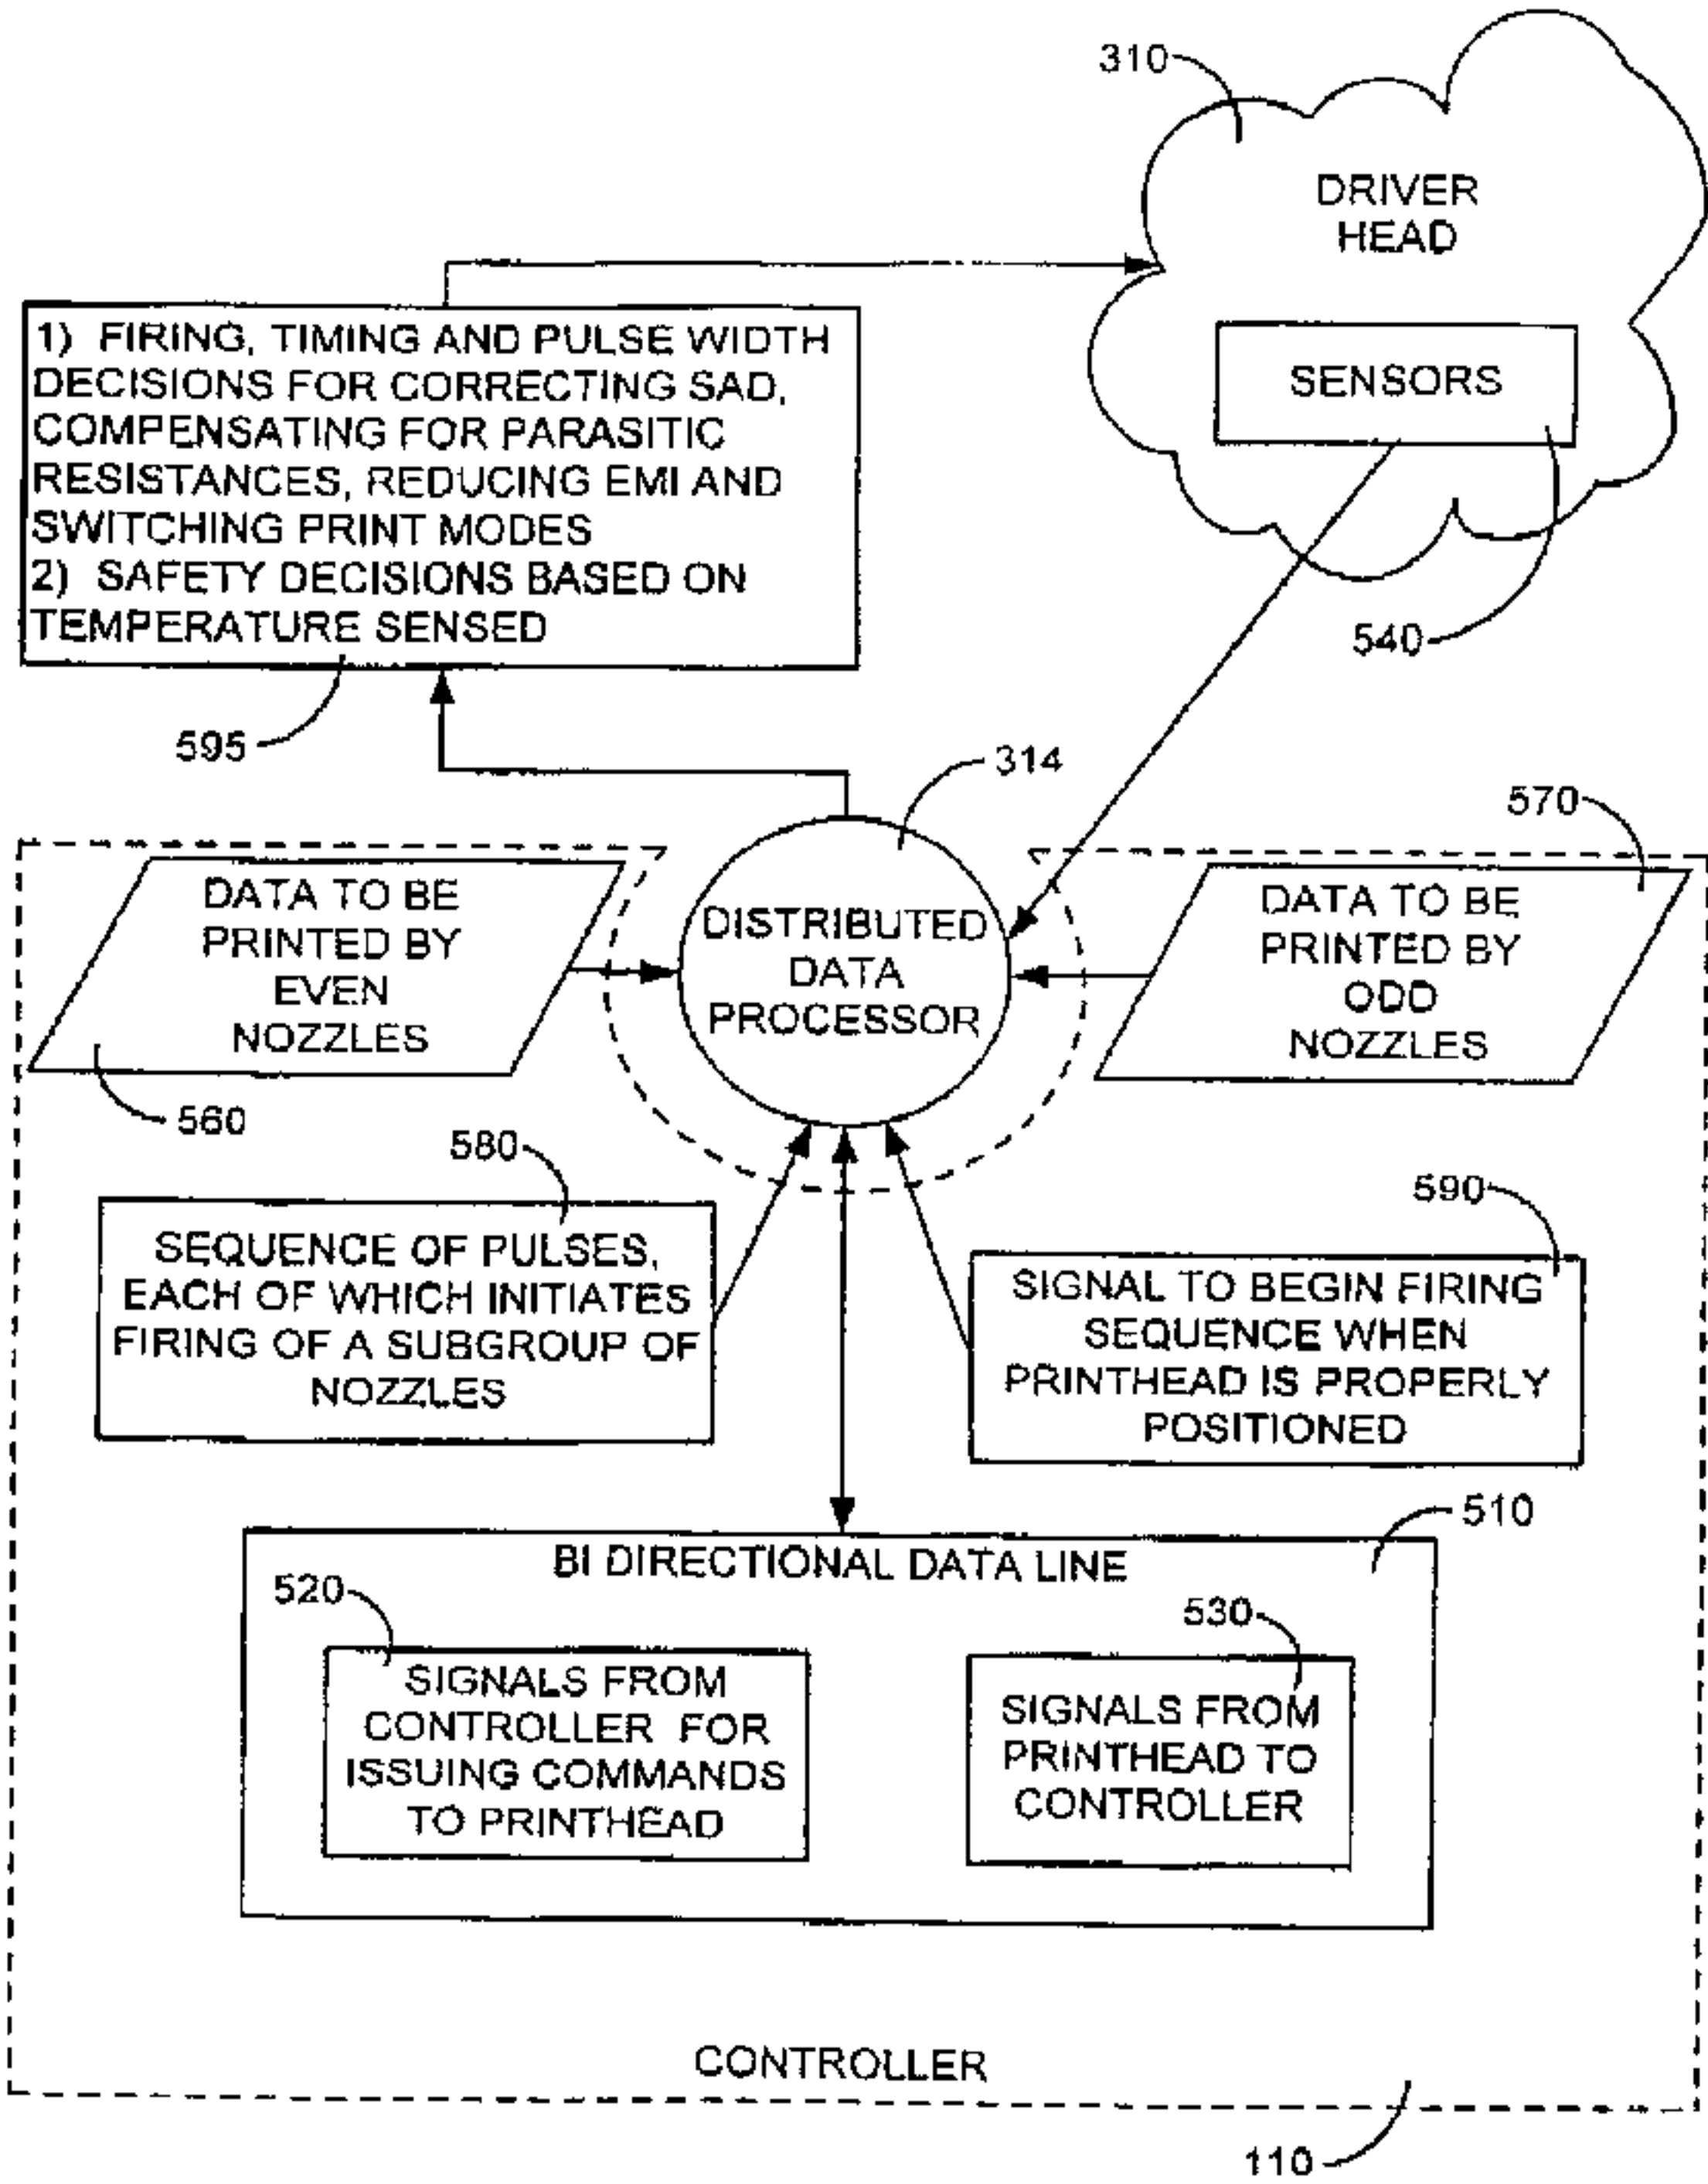 310
DRIVER
HEAD
SENSORS
540
1) FIRING, TIMING AND PULSE WIDTH
DECISIONS FOR CORRECTING SAD,
COMPENSATING FOR PARASITIC
RESISTANCES, REDUCING EMI AND
SWITCHING PRINT MODES
2) SAFETY DECISIONS BASED ON
TEMPERATURE SENSED
595
314
570
DATA TO BE
PRINTED BY
EVEN
NOZZLES
560
DISTRIBUTED
DATA
PROCESSOR
DATA TO BE
PRINTED BY
ODD
NOZZLES
580
SEQUENCE OF PULSES,
EACH OF WHICH INITIATES
FIRING OF A SUBGROUP OF
NOZZLES
590
SIGNAL TO BEGIN FIRING
SEQUENCE WHEN
PRINTHEAD IS PROPERLY
POSITIONED
510
BI DIRECTIONAL DATA LINE
520
SIGNALS FROM
CONTROLLER FOR
ISSUING COMMANDS
TO PRINTHEAD
530
SIGNALS FROM
PRINTHEAD TO
CONTROLLER
CONTROLLER
110